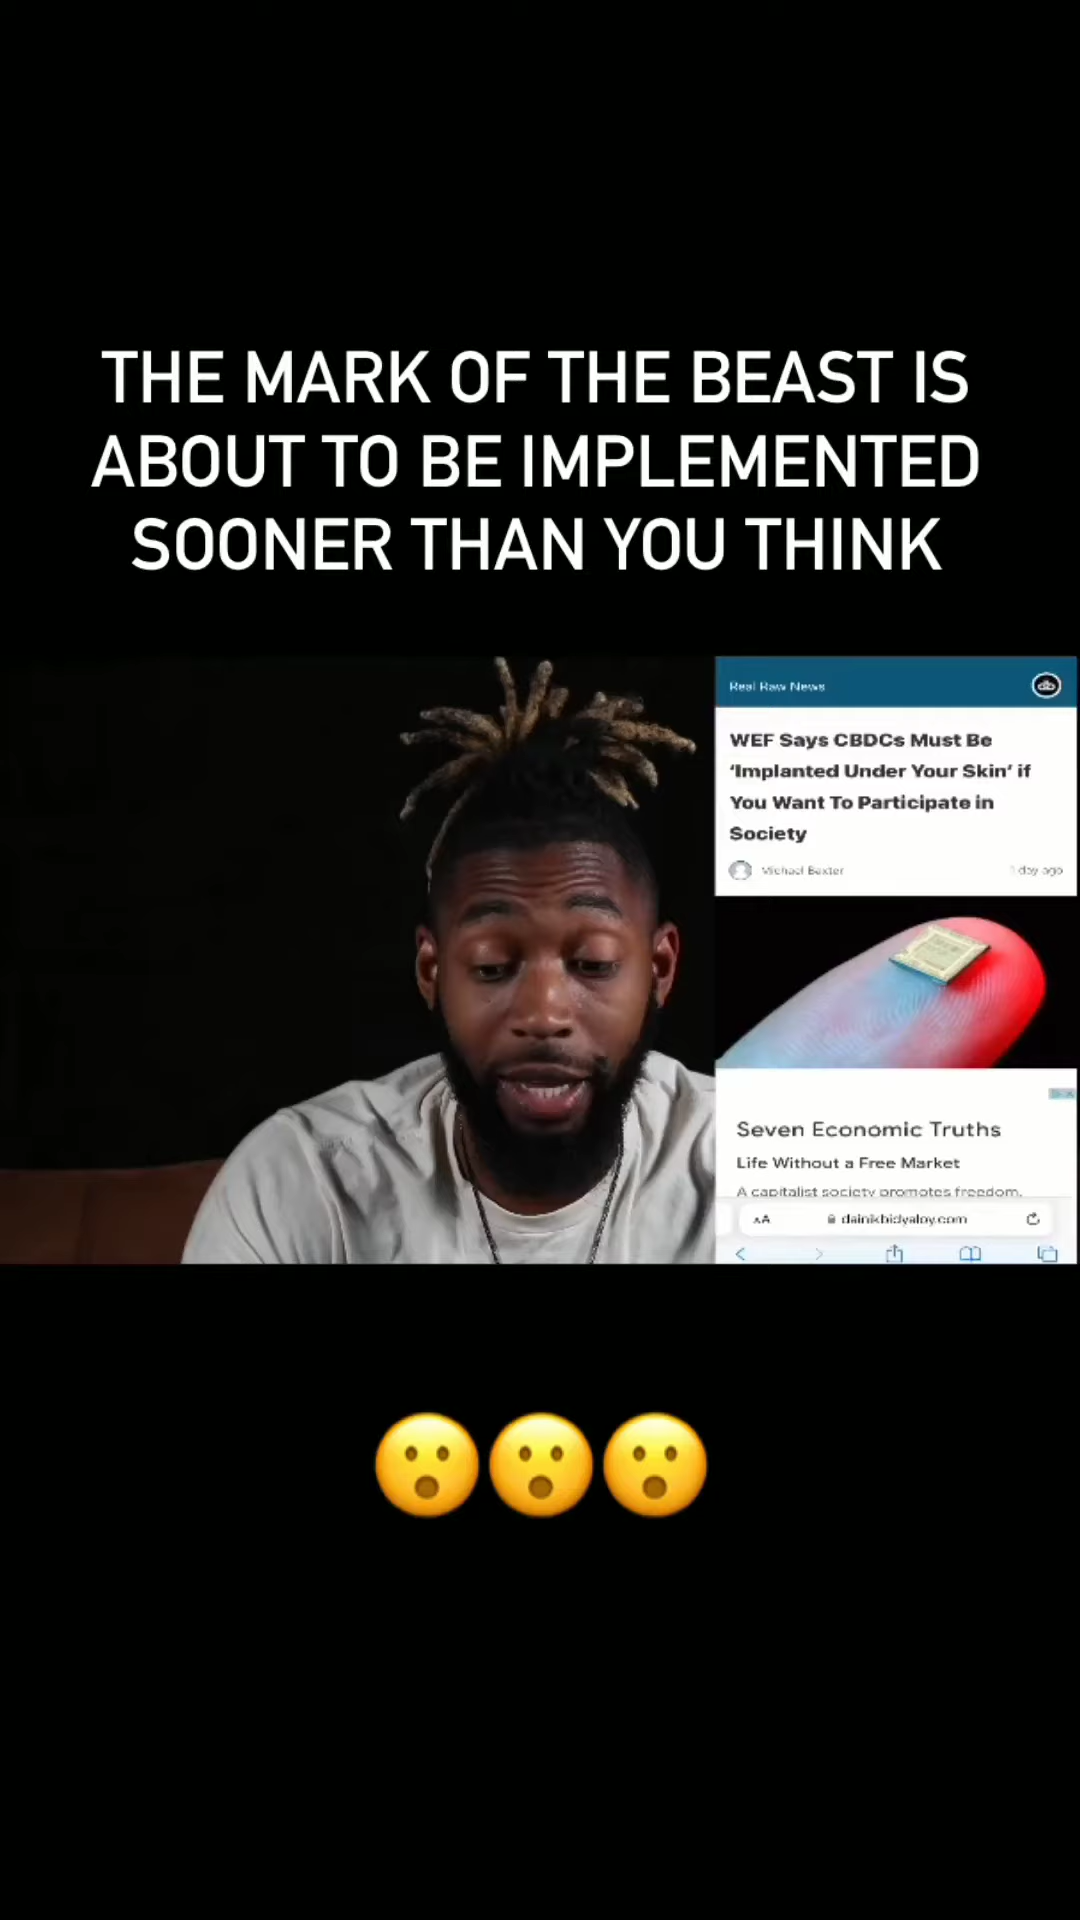 THE MARK OF THE BEAST IS
ABOUT TO BE IMPLEMENTED
SOONER THAN YOU THINK
Real Raw News
WEF Says CBDCs Must Be
‘Implanted Under Your Skin’ if
You Want To Participate in
Society
Michael Baxter
1 day ago
Seven Economic Truths
Life Without a Free Market
A capitalist society promotes freedom.
AA
dainikbidyaloy.com